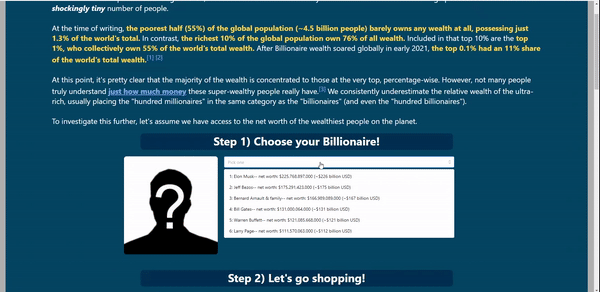 shockingly tiny number of people.
At the time of writing, the poorest half (55%) of the global population (~4.5 billion people) barely owns any wealth at all, possessing just
1.3% of the world's total. In contrast, the richest 10% of the global population own 76% of all wealth. Included in that top 10% are the top
1%, who collectively own 55% of the world's total wealth. After Billionaire wealth soared globally in early 2021, the top 0.1% had an 11% share
of the world's total wealth.[1] [2]
At this point, it's pretty clear that the majority of the wealth is concentrated to those at the very top, percentage-wise. However, not many people
truly understand just how much money these super-wealthy people really have.[3] We consistently underestimate the relative wealth of the ultra-
rich, usually placing the "hundred millionaires" in the same category as the "billionaires" (and even the "hundred billionaires").
To investigate this further, let's assume we have access to the net worth of the wealthiest people on the planet.
Step 1) Choose your Billionaire!
Pick one
1: Elon Musk-- net worth: $225,768,897,000 (~$226 billion USD)
2: Jeff Bezos-- net worth: $175,291,423,000 (~$175 billion USD)
3: Bernard Arnault & family-- net worth: $166,989,089,000 (~$167 billion USD)
4: Bill Gates-- net worth: $131,000,064,000 (~$131 billion USD)
5: Warren Buffett-- net worth: $121,085,668,000 (~$121 billion USD)
6: Larry Page-- net worth: $111,570,063,000 (~$112 billion USD)
Step 2) Let's go shopping!